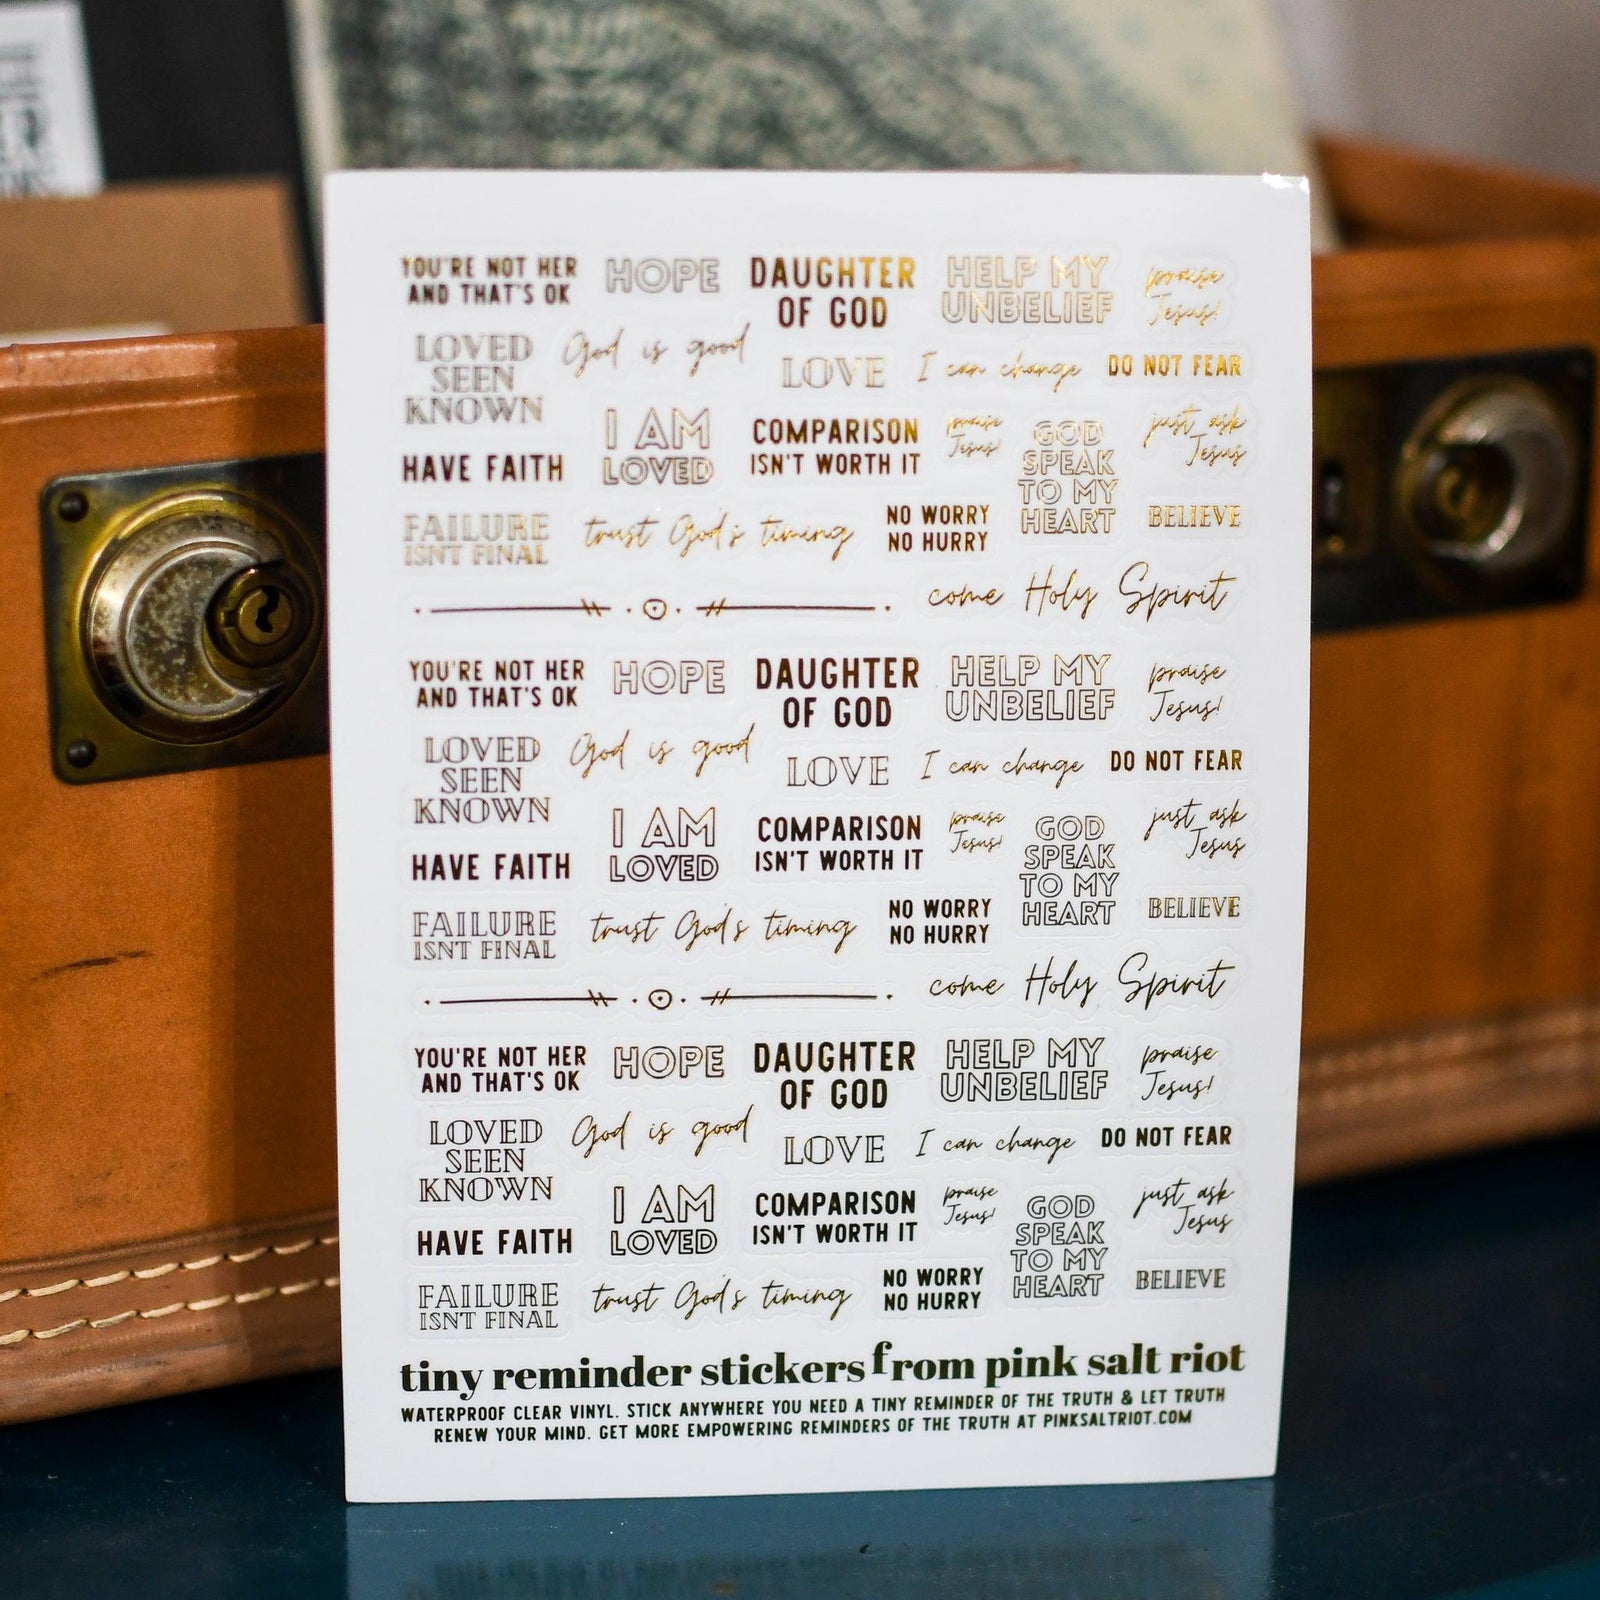 YOU'RE NOT HER
AND THAT'S OK
HOPE
DAUGHTER
OF GOD
HELP MY
UNBELIEF
praise
Jesus!
LOVED
SEEN
KNOWN
God is good
LOVE
I can change
DO NOT FEAR
HAVE FAITH
I AM
LOVED
COMPARISON
ISN'T WORTH IT
praise
Jesus!
GOD
SPEAK
TO MY
HEART
just ask
Jesus
FAILURE
ISNT FINAL
trust God's timing
NO WORRY
NO HURRY
BELIEVE
come Holy Spirit
YOU'RE NOT HER
AND THAT'S OK
HOPE
DAUGHTER
OF GOD
HELP MY
UNBELIEF
praise
Jesus!
LOVED
SEEN
KNOWN
God is good
LOVE
I can change
DO NOT FEAR
HAVE FAITH
I AM
LOVED
COMPARISON
ISN'T WORTH IT
praise
Jesus!
GOD
SPEAK
TO MY
HEART
just ask
Jesus
FAILURE
ISNT FINAL
trust God's timing
NO WORRY
NO HURRY
BELIEVE
come Holy Spirit
YOU'RE NOT HER
AND THAT'S OK
HOPE
DAUGHTER
OF GOD
HELP MY
UNBELIEF
praise
Jesus!
LOVED
SEEN
KNOWN
God is good
LOVE
I can change
DO NOT FEAR
HAVE FAITH
I AM
LOVED
COMPARISON
ISN'T WORTH IT
praise
Jesus!
GOD
SPEAK
TO MY
HEART
just ask
Jesus
FAILURE
ISNT FINAL
trust God's timing
NO WORRY
NO HURRY
BELIEVE
tiny reminder stickers from pink salt riot
WATERPROOF CLEAR VINYL. STICK ANYWHERE YOU NEED A TINY REMINDER OF THE TRUTH & LET TRUTH
RENEW YOUR MIND. GET MORE EMPOWERING REMINDERS OF THE TRUTH AT PINKSALTRIOT.COM